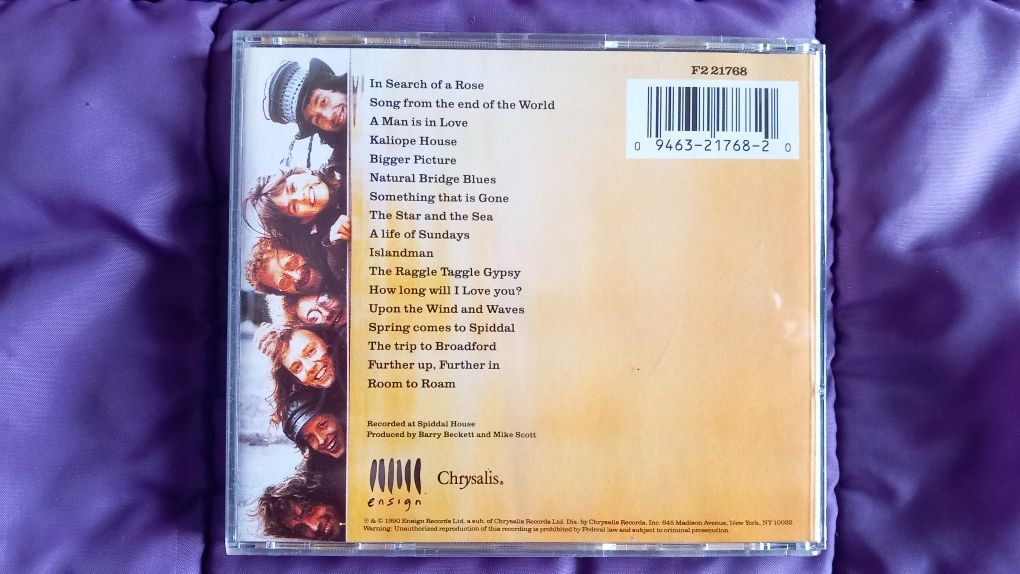 F2 21768
0 9463-21768-2 0
In Search of a Rose
Song from the end of the World
A Man is in Love
Kaliope House
Bigger Picture
Natural Bridge Blues
Something that is Gone
The Star and the Sea
A life of Sundays
Islandman
The Raggle Taggle Gypsy
How long will I Love you?
Upon the Wind and Waves
Spring comes to Spiddal
The trip to Broadford
Further up, Further in
Room to Roam
Recorded at Spiddal House
Produced by Barry Beckett and Mike Scott
ensign
Chrysalis®
℗ & © 1990 Ensign Records Ltd. a sub. of Chrysalis Records Ltd. Dis. by Chrysalis Records, Inc. 645 Madison Avenue, New York, NY 10022
Warning: Unauthorized reproduction of this recording is prohibited by Federal law and subject to criminal prosecution.